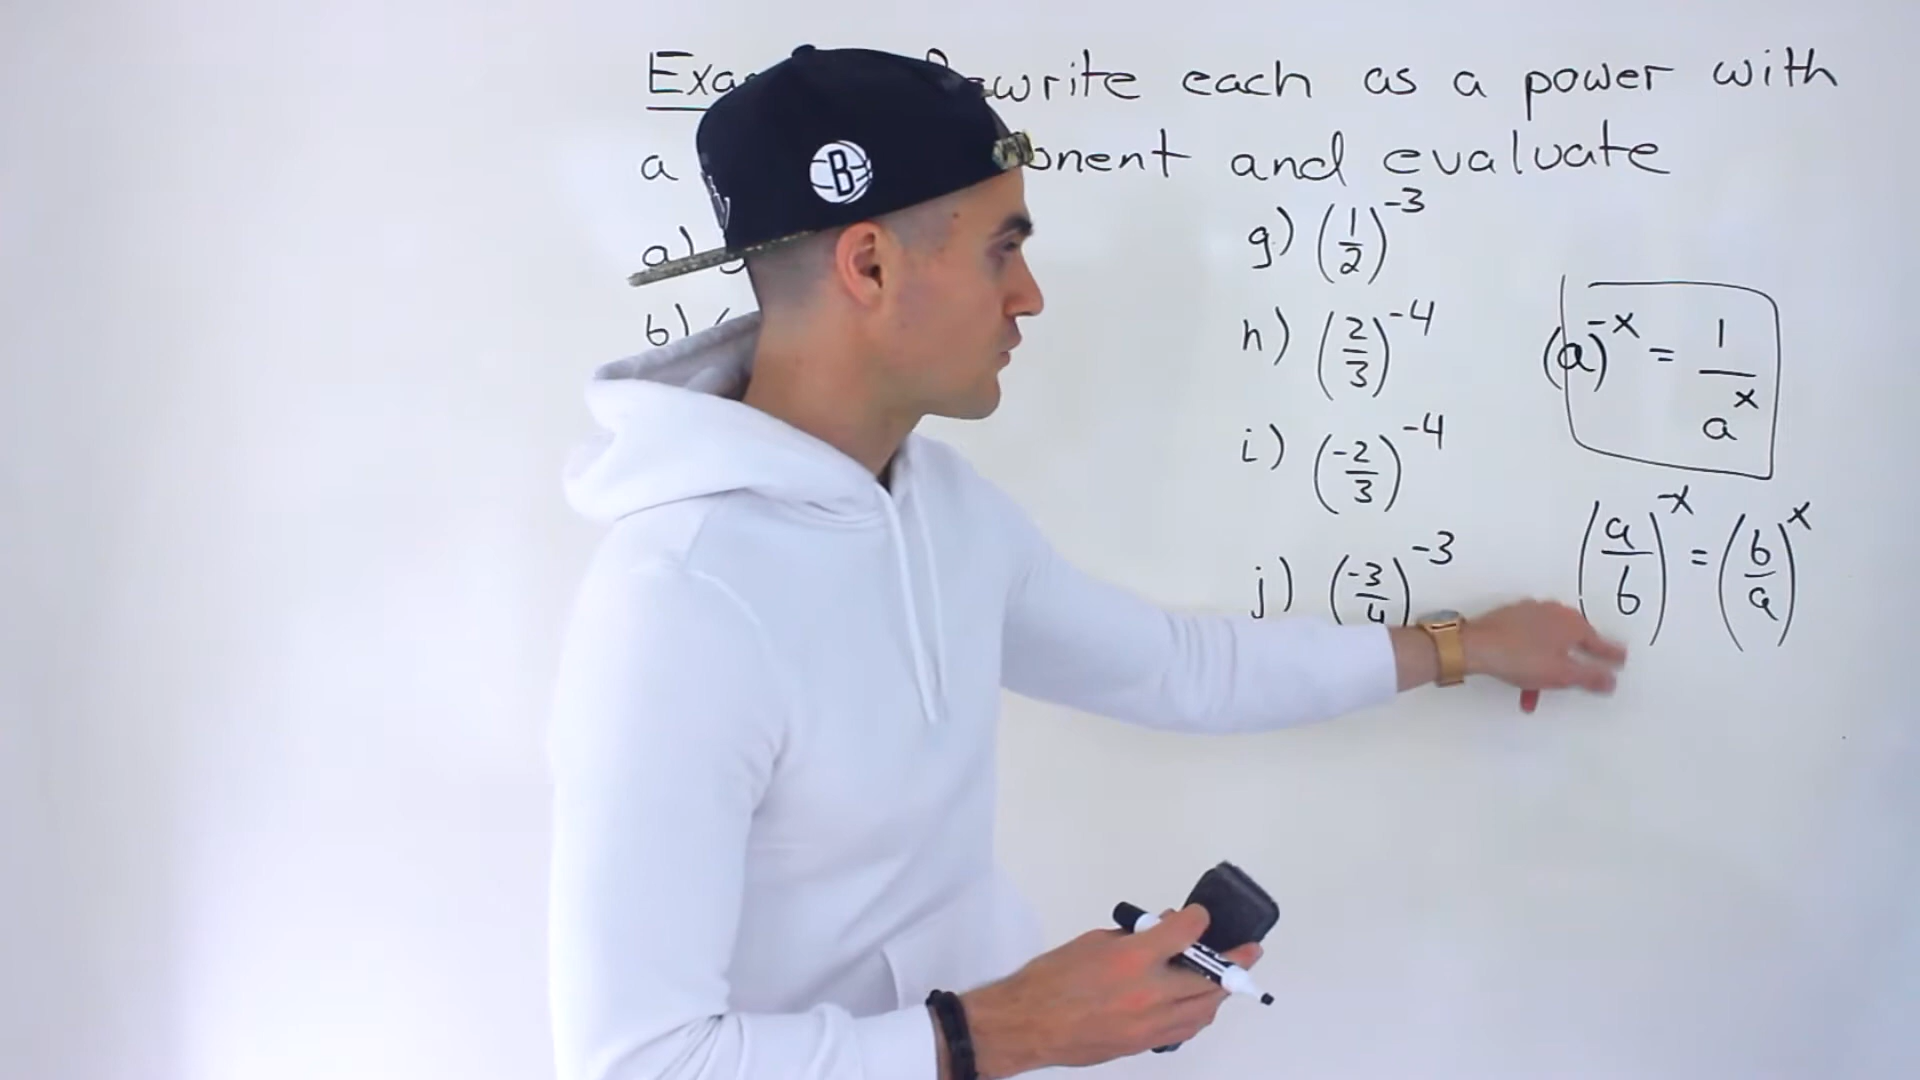 Exa ewrite each as a power with
a onent and evaluate
a)
b) (
g) (1/2)^-3
h) (2/3)^-4
i) (-2/3)^-4
j) (-3/4)^-3
(a)^-x = 1/a^x
(a/b)^-x = (b/a)^x
B